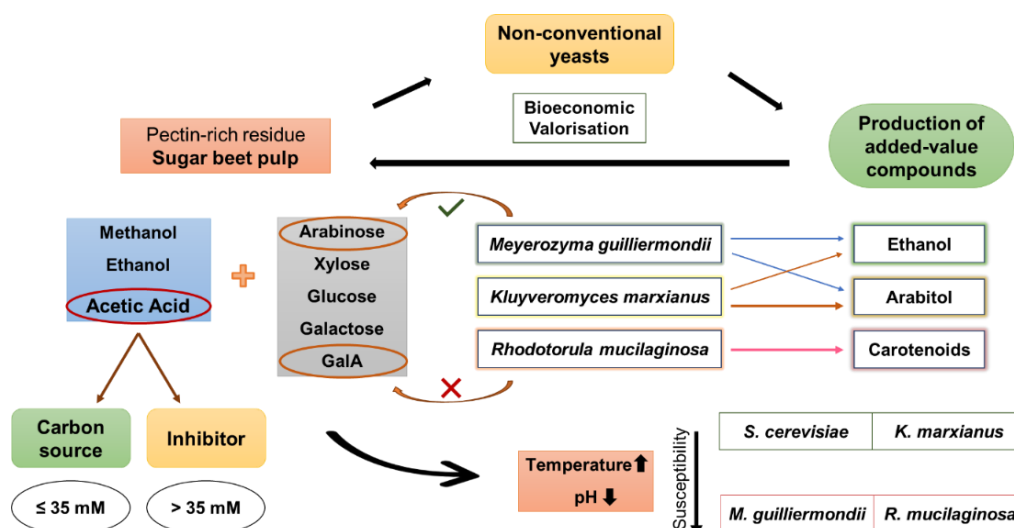 Non-conventional
yeasts
Bioeconomic
Valorisation
Pectin-rich residue
Sugar beet pulp
Production of
added-value
compounds
Methanol
Ethanol
Acetic Acid
Arabinose
Xylose
Glucose
Galactose
GalA
Meyerozyma guilliermondii
Kluyveromyces marxianus
Rhodotorula mucilaginosa
Ethanol
Arabitol
Carotenoids
Carbon
source
Inhibitor
≤ 35 mM
> 35 mM
Temperature
pH
Susceptibility
S. cerevisiae
K. marxianus
M. guilliermondii
R. mucilaginosa